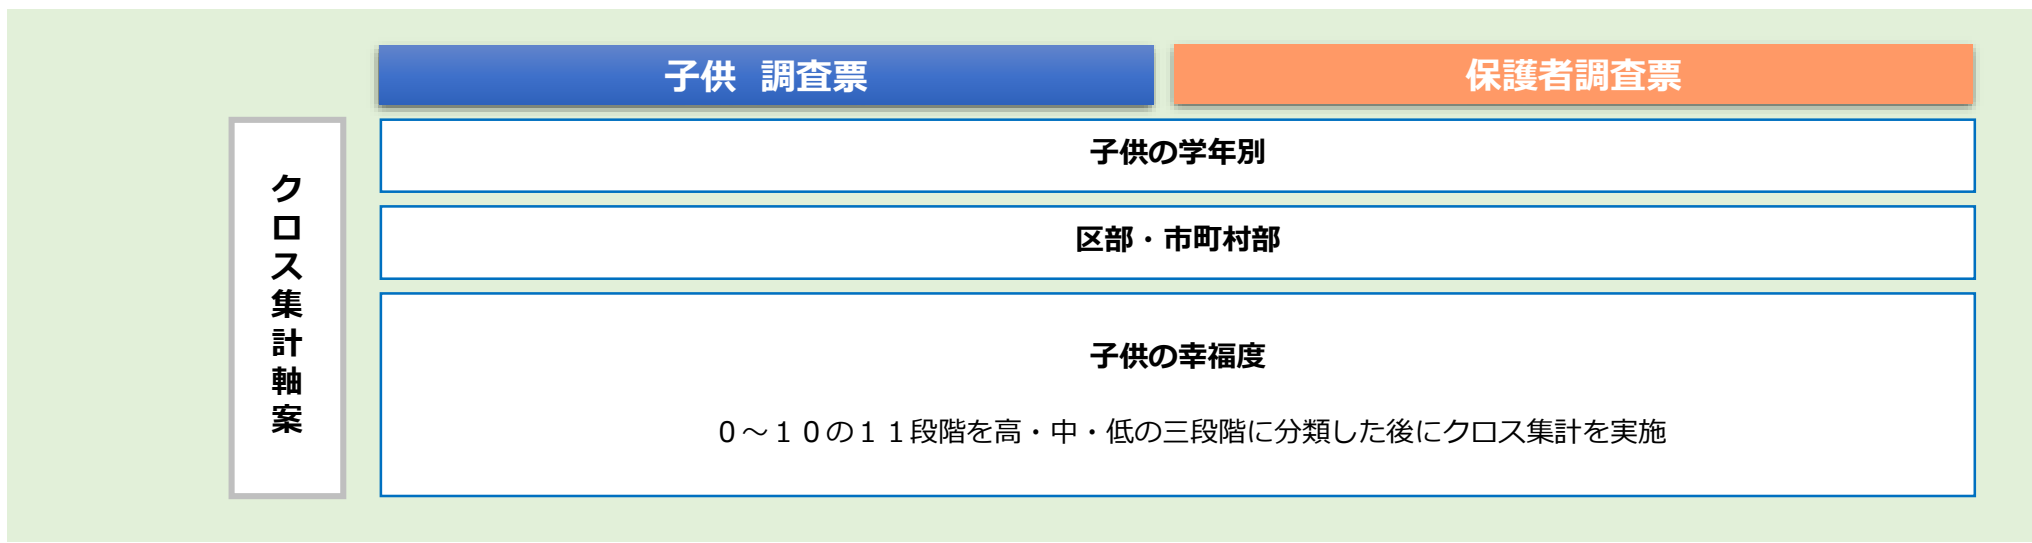 子供 調査票
保護者調査票
クロス集計軸案
子供の学年別
区部・市町村部
子供の幸福度
０～１０の１１段階を高・中・低の三段階に分類した後にクロス集計を実施